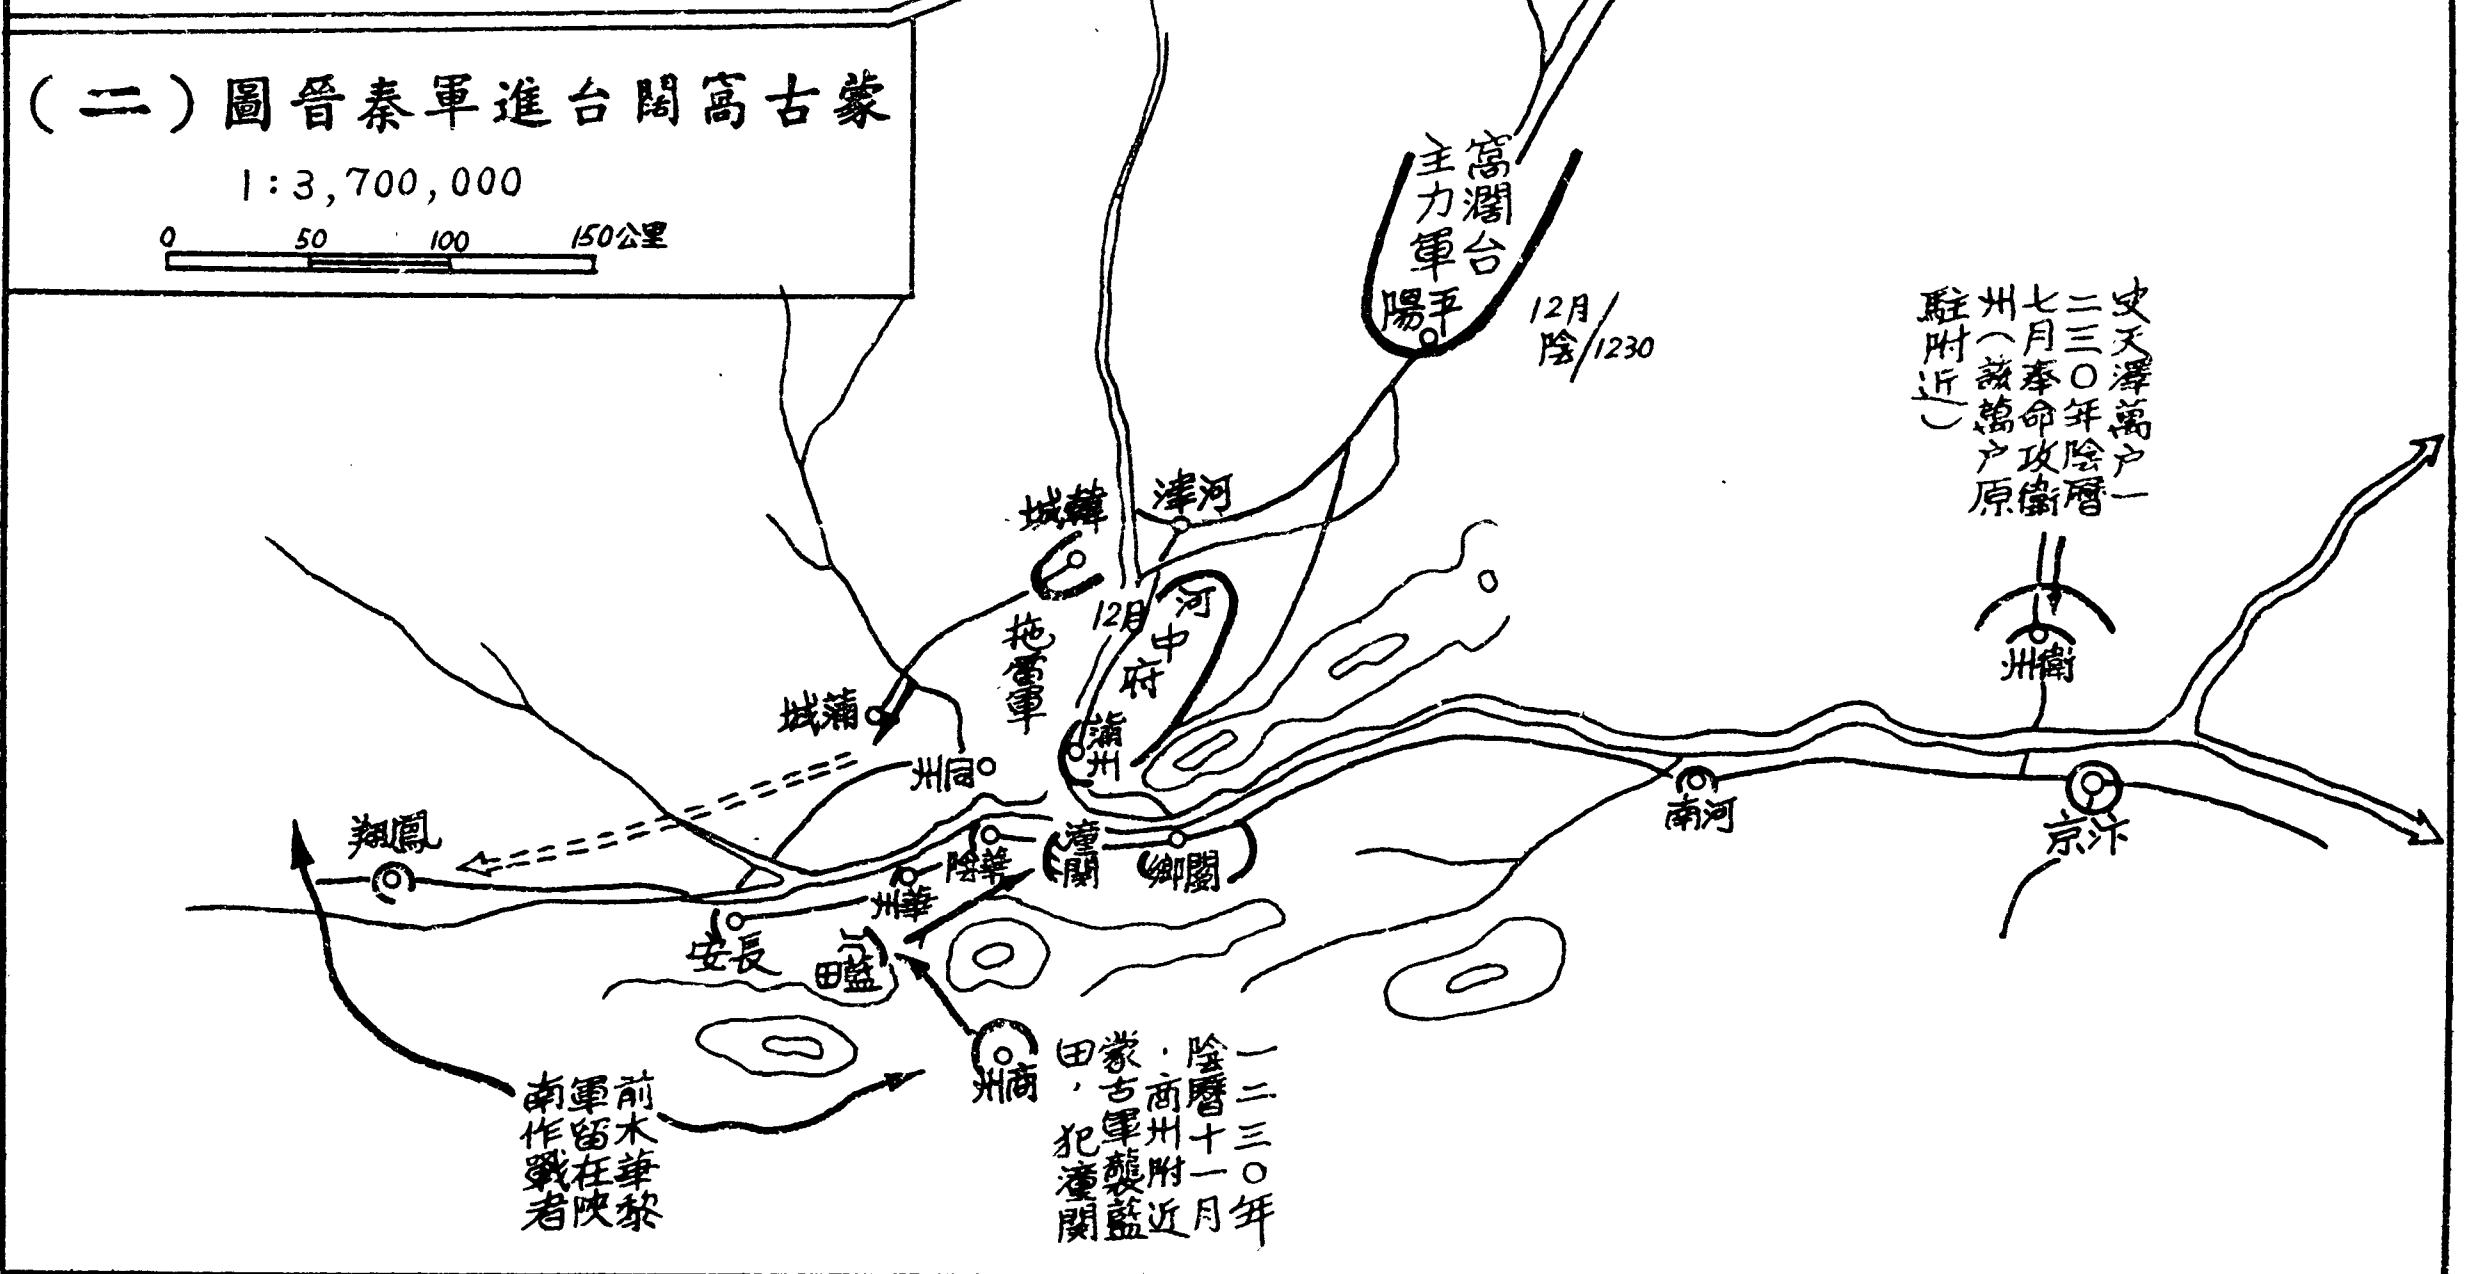 蒙古窩闊台進軍秦晉圖(二)
1:3,700,000
0 50 100 150公里
窩濶台
主力軍
平陽
12月
陰/1230
史天澤萬户一
二三〇年陰曆
七月奉命攻衛
州(該萬户原
駐附近)
韓城
河津
12月
河中府
拖雷軍
衛州
蒲城
蒲州
同州
河南
汴京
鳳翔
潼關
華陰
閿鄉
華州
長安
藍田
商州
一二三〇年
陰曆十一月
·商州附近
蒙古軍襲藍
田,犯潼関
前木華黎
軍留在陝
南作戰者